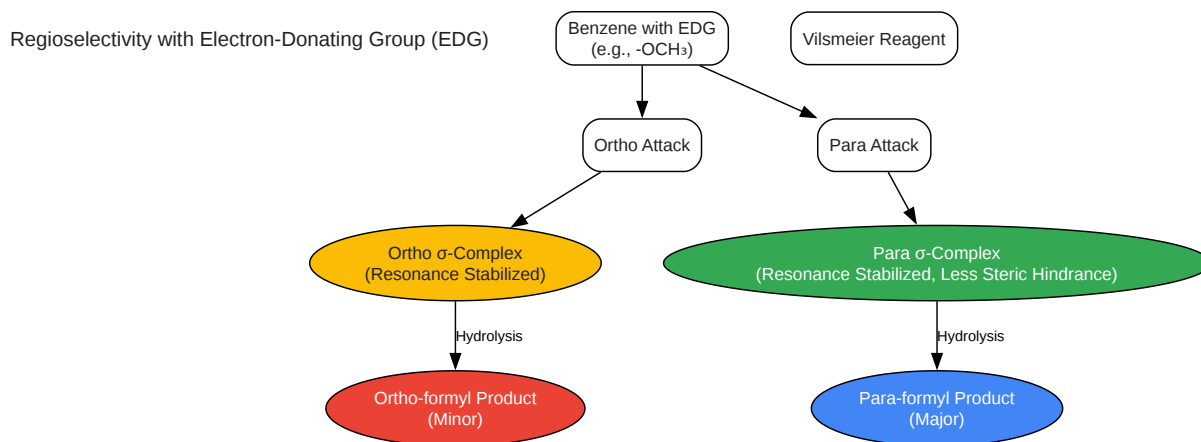 Regioselectivity with Electron-Donating Group (EDG)
Benzene with EDG
(e.g., -OCH₃)
Vilsmeier Reagent
Ortho Attack
Para Attack
Ortho σ-Complex
(Resonance Stabilized)
Para σ-Complex
(Resonance Stabilized, Less Steric Hindrance)
Hydrolysis
Hydrolysis
Ortho-formyl Product
(Minor)
Para-formyl Product
(Major)